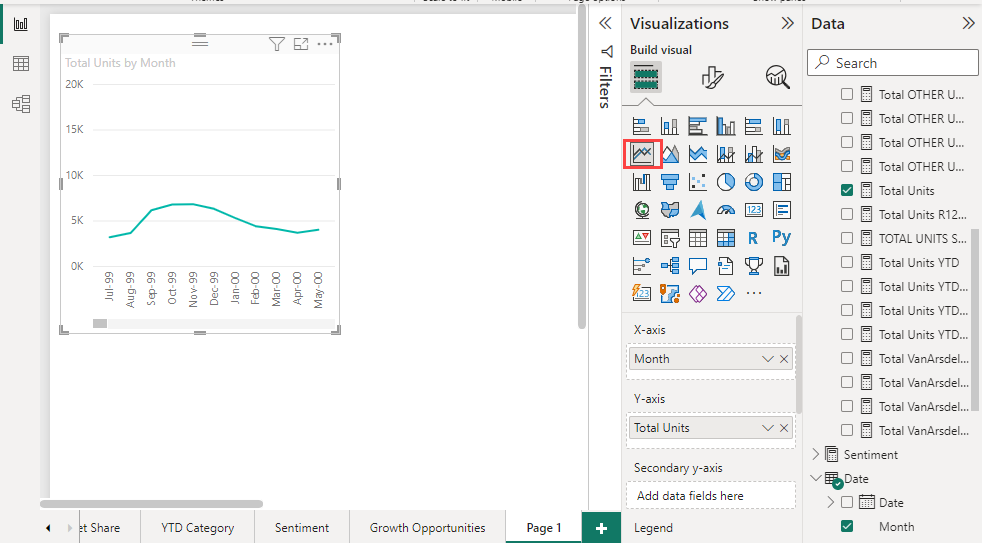 Total Units by Month
20K
15K
10K
5K
0K
Jul-99
Aug-99
Sep-99
Oct-99
Nov-99
Dec-99
Jan-00
Feb-00
Mar-00
Apr-00
May-00
et Share
YTD Category
Sentiment
Growth Opportunities
Page 1
+
Filters
Visualizations
Build visual
123
R
Py
123
X-axis
Month
Y-axis
Total Units
Secondary y-axis
Add data fields here
Legend
Data
Search
Total OTHER U...
Total OTHER U...
Total OTHER U...
Total OTHER U...
Total Units
Total Units R12...
TOTAL UNITS S...
Total Units YTD
Total Units YTD...
Total Units YTD...
Total Units YTD...
Total VanArsdel...
Total VanArsdel...
Total VanArsdel...
Total VanArsdel...
Sentiment
Date
Date
Month